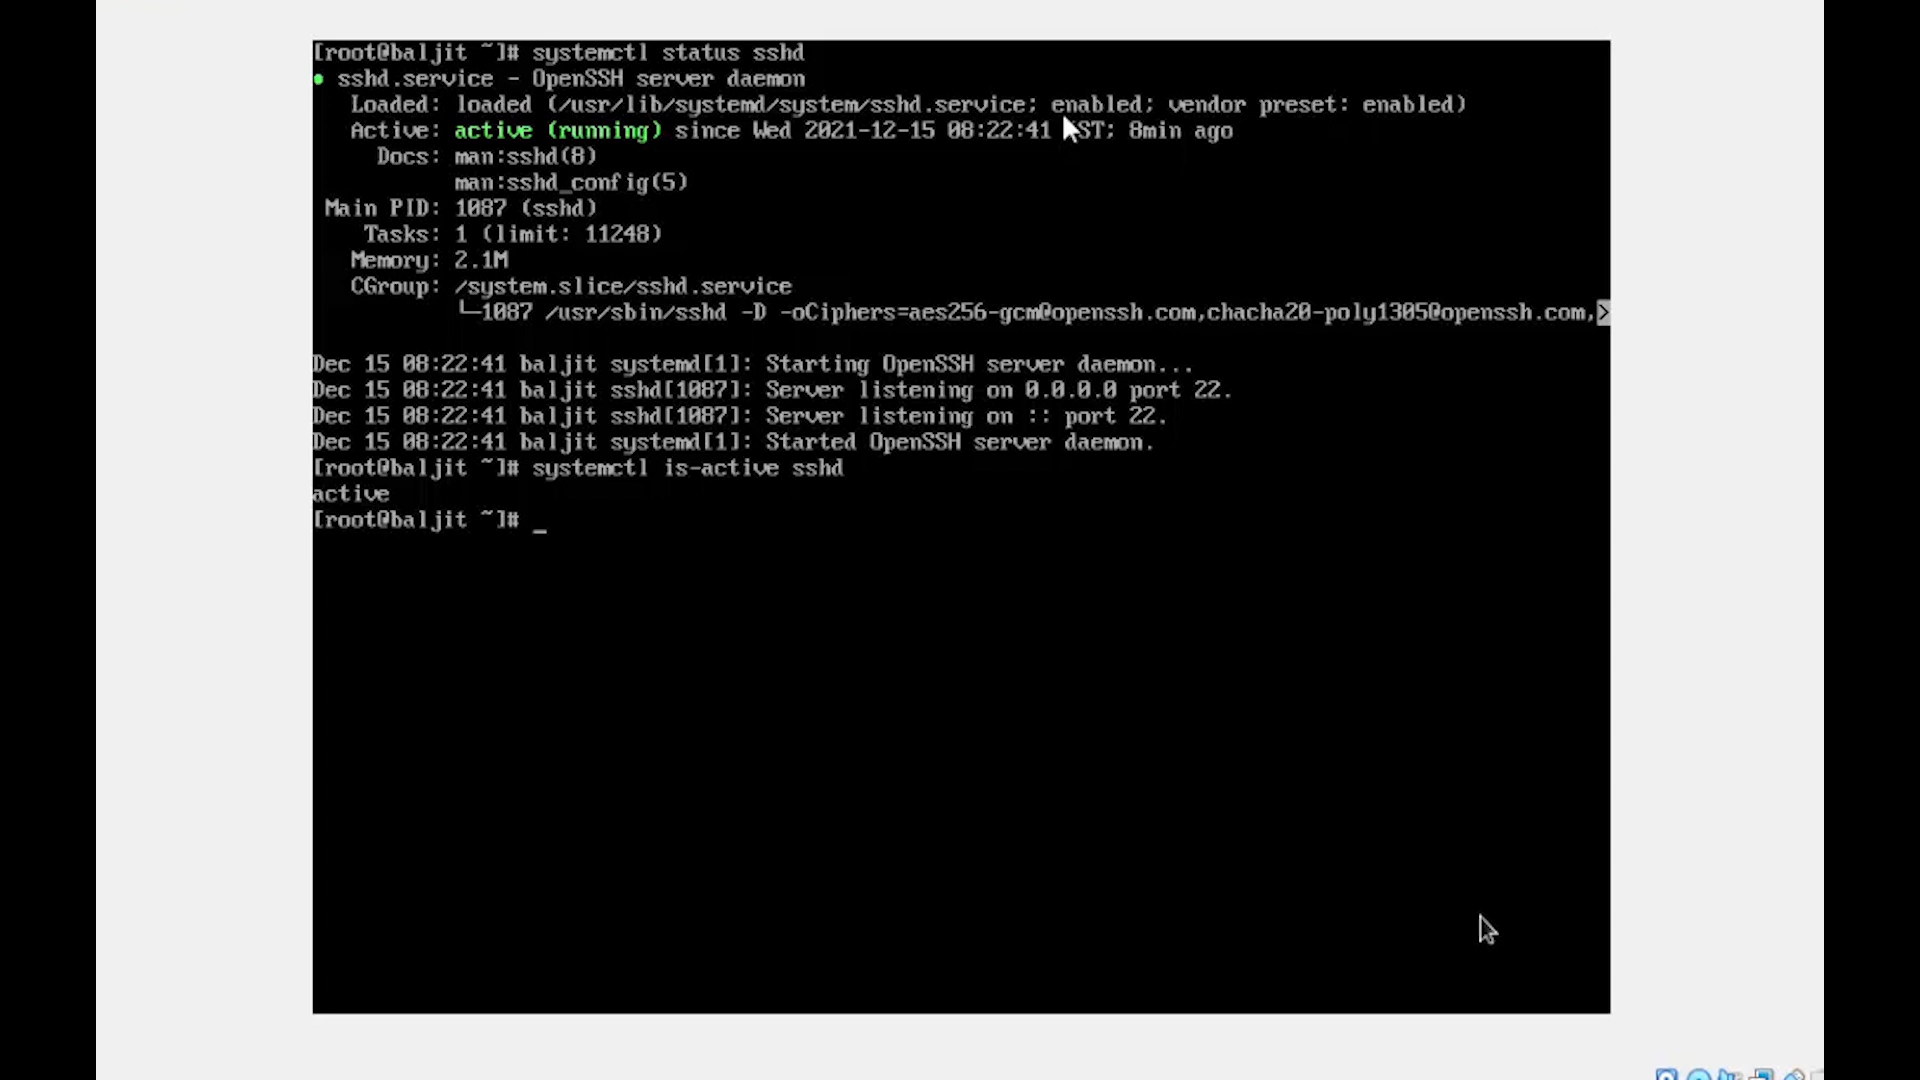 [root@baljit ~]# systemctl status sshd
● sshd.service - OpenSSH server daemon
Loaded: loaded (/usr/lib/systemd/system/sshd.service; enabled; vendor preset: enabled)
Active: active (running) since Wed 2021-12-15 08:22:41 ST; 8min ago
Docs: man:sshd(8)
man:sshd_config(5)
Main PID: 1087 (sshd)
Tasks: 1 (limit: 11248)
Memory: 2.1M
CGroup: /system.slice/sshd.service
└─1087 /usr/sbin/sshd -D -oCiphers=aes256-gcm@openssh.com,chacha20-poly1305@openssh.com,>
Dec 15 08:22:41 baljit systemd[1]: Starting OpenSSH server daemon...
Dec 15 08:22:41 baljit sshd[1087]: Server listening on 0.0.0.0 port 22.
Dec 15 08:22:41 baljit sshd[1087]: Server listening on :: port 22.
Dec 15 08:22:41 baljit systemd[1]: Started OpenSSH server daemon.
[root@baljit ~]# systemctl is-active sshd
active
[root@baljit ~]# _